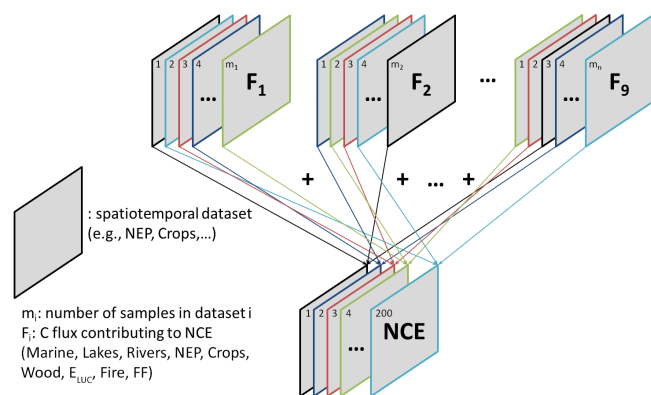 1 2 3 4 ... m₁ F₁
1 2 3 4 ... m₂ F₂
...
1 2 3 4 ... mₙ F₉
+ + ... +
: spatiotemporal dataset
(e.g., NEP, Crops,...)
mᵢ: number of samples in dataset i
Fᵢ: C flux contributing to NCE
(Marine, Lakes, Rivers, NEP, Crops,
Wood, E_LUC, Fire, FF)
1 2 3 4 ... 200 NCE